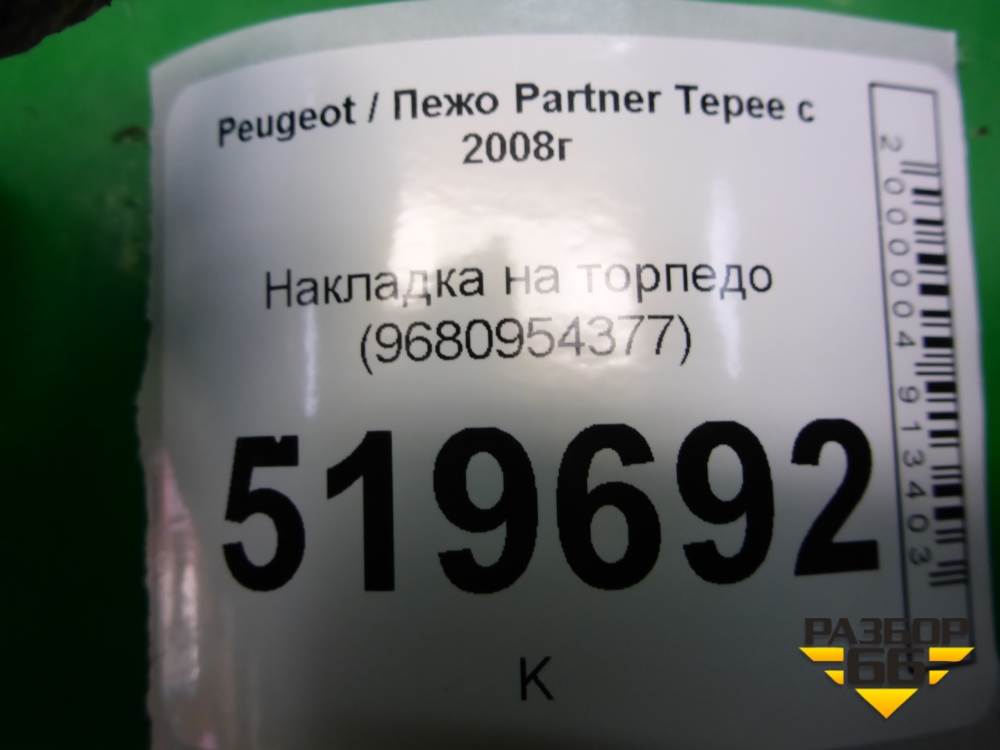 Peugeot / Пежо Partner Tepee с
2008г
Накладка на торпедо
(9680954377)
519692
К
2000004913403
РАЗБОР
66